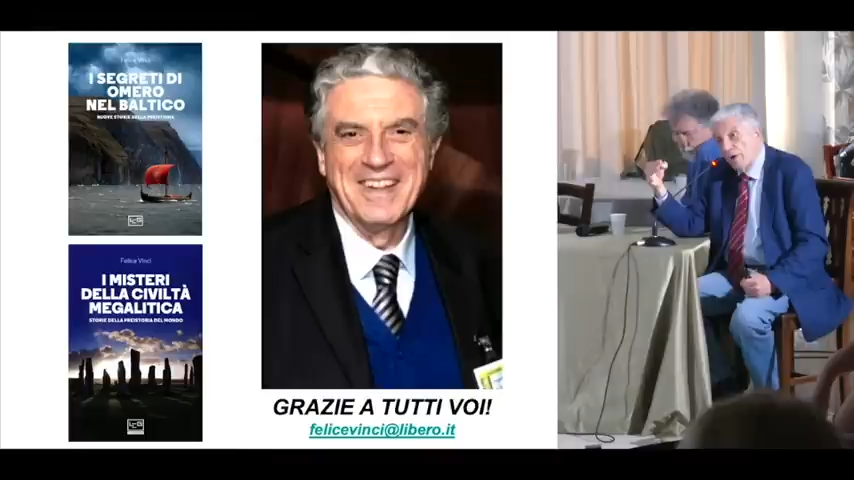 Felice Vinci
I SEGRETI DI
OMERO
NEL BALTICO
NUOVE STORIE DELLA PREISTORIA
Felice Vinci
I MISTERI
DELLA CIVILTÀ
MEGALITICA
STORIE DELLA PREISTORIA DEL MONDO
GRAZIE A TUTTI VOI!
felicevinci@libero.it